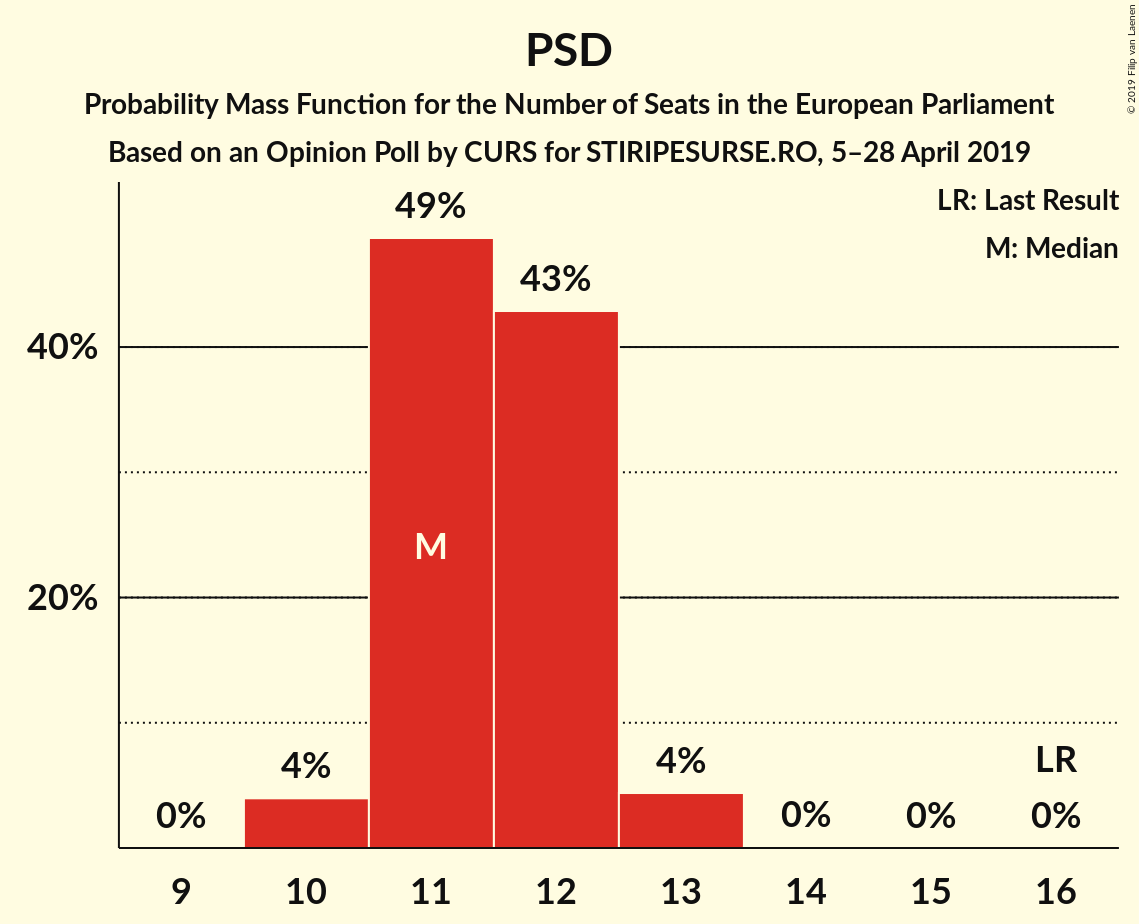 PSD
Probability Mass Function for the Number of Seats in the European Parliament
Based on an Opinion Poll by CURS for STIRIPESURSE.RO, 5–28 April 2019
© 2019 Filip van Laenen
LR: Last Result
M: Median
49%
43%
40%
M
20%
4%
4%
LR
0%
0%
0%
0%
9
10
11
12
13
14
15
16